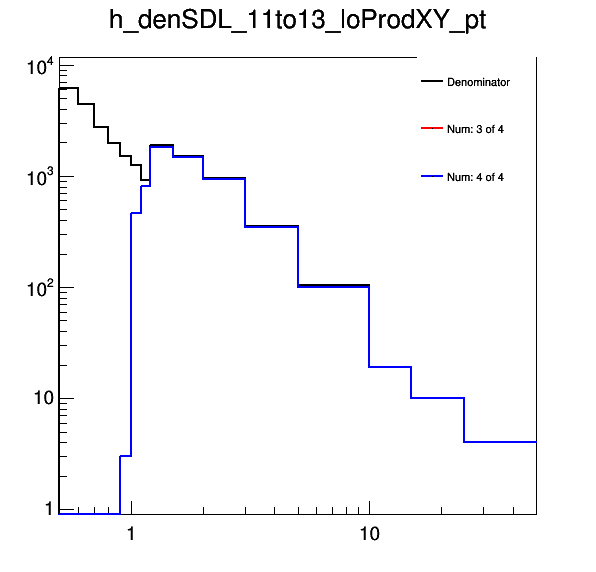 h_denSDL_11to13_loProdXY_pt
10^4
Denominator
Num: 3 of 4
10^3
Num: 4 of 4
10^2
10
1
1 10